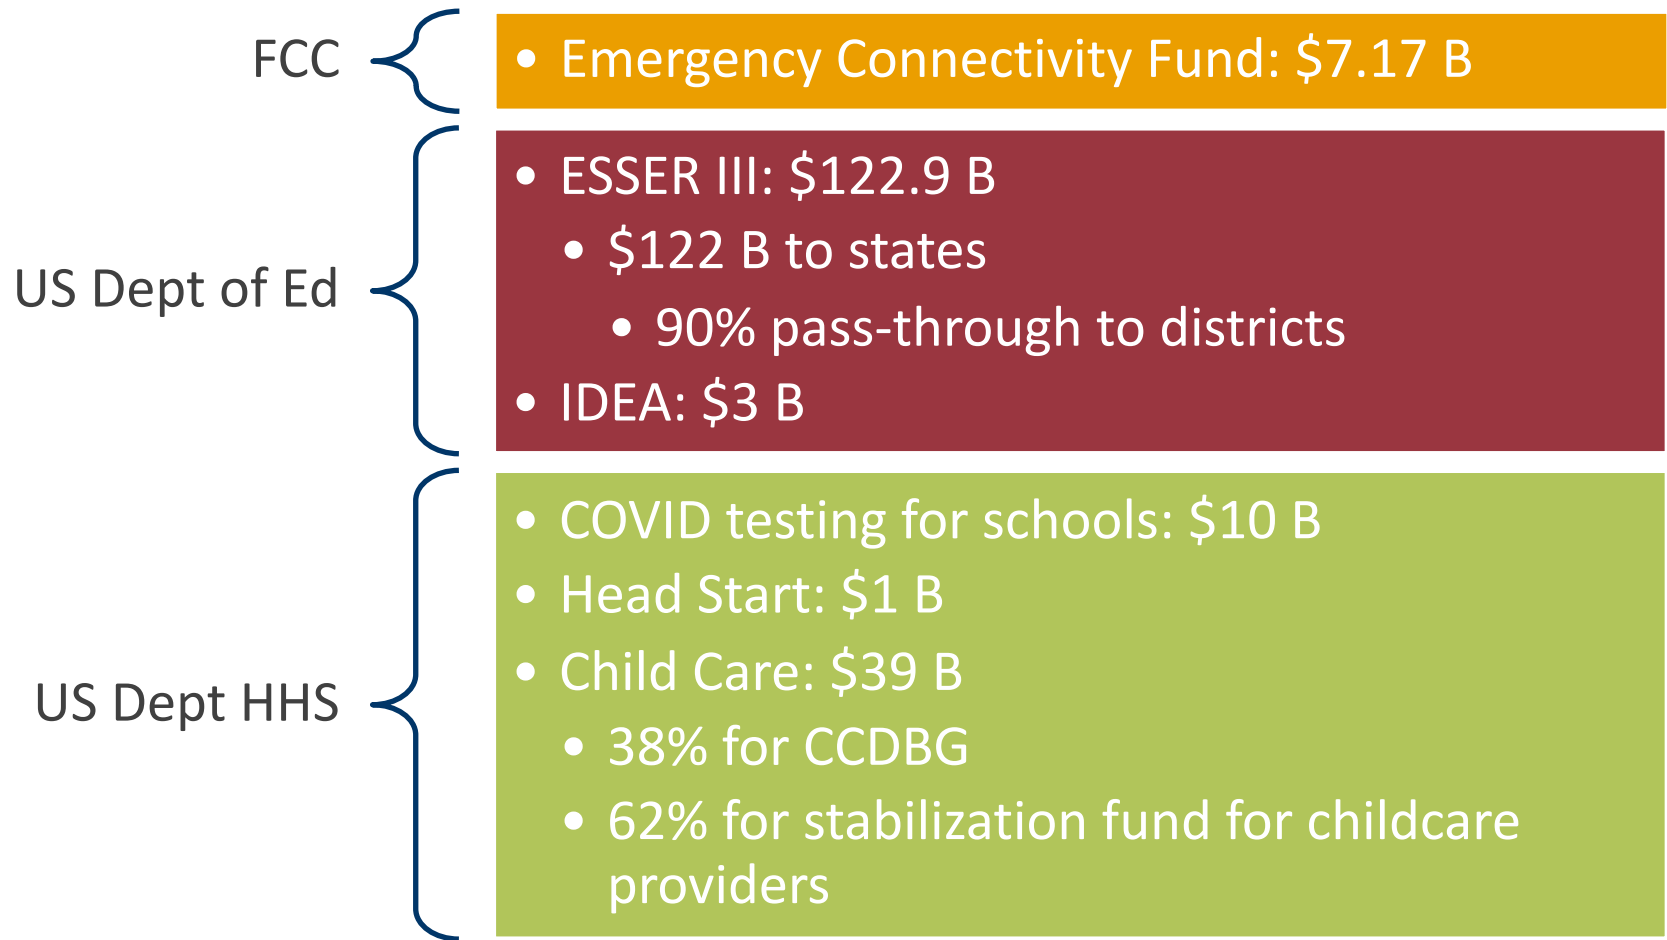 FCC
• Emergency Connectivity Fund: $7.17 B
US Dept of Ed
• ESSER III: $122.9 B
• $122 B to states
• 90% pass-through to districts
• IDEA: $3 B
US Dept HHS
• COVID testing for schools: $10 B
• Head Start: $1 B
• Child Care: $39 B
• 38% for CCDBG
• 62% for stabilization fund for childcare
providers